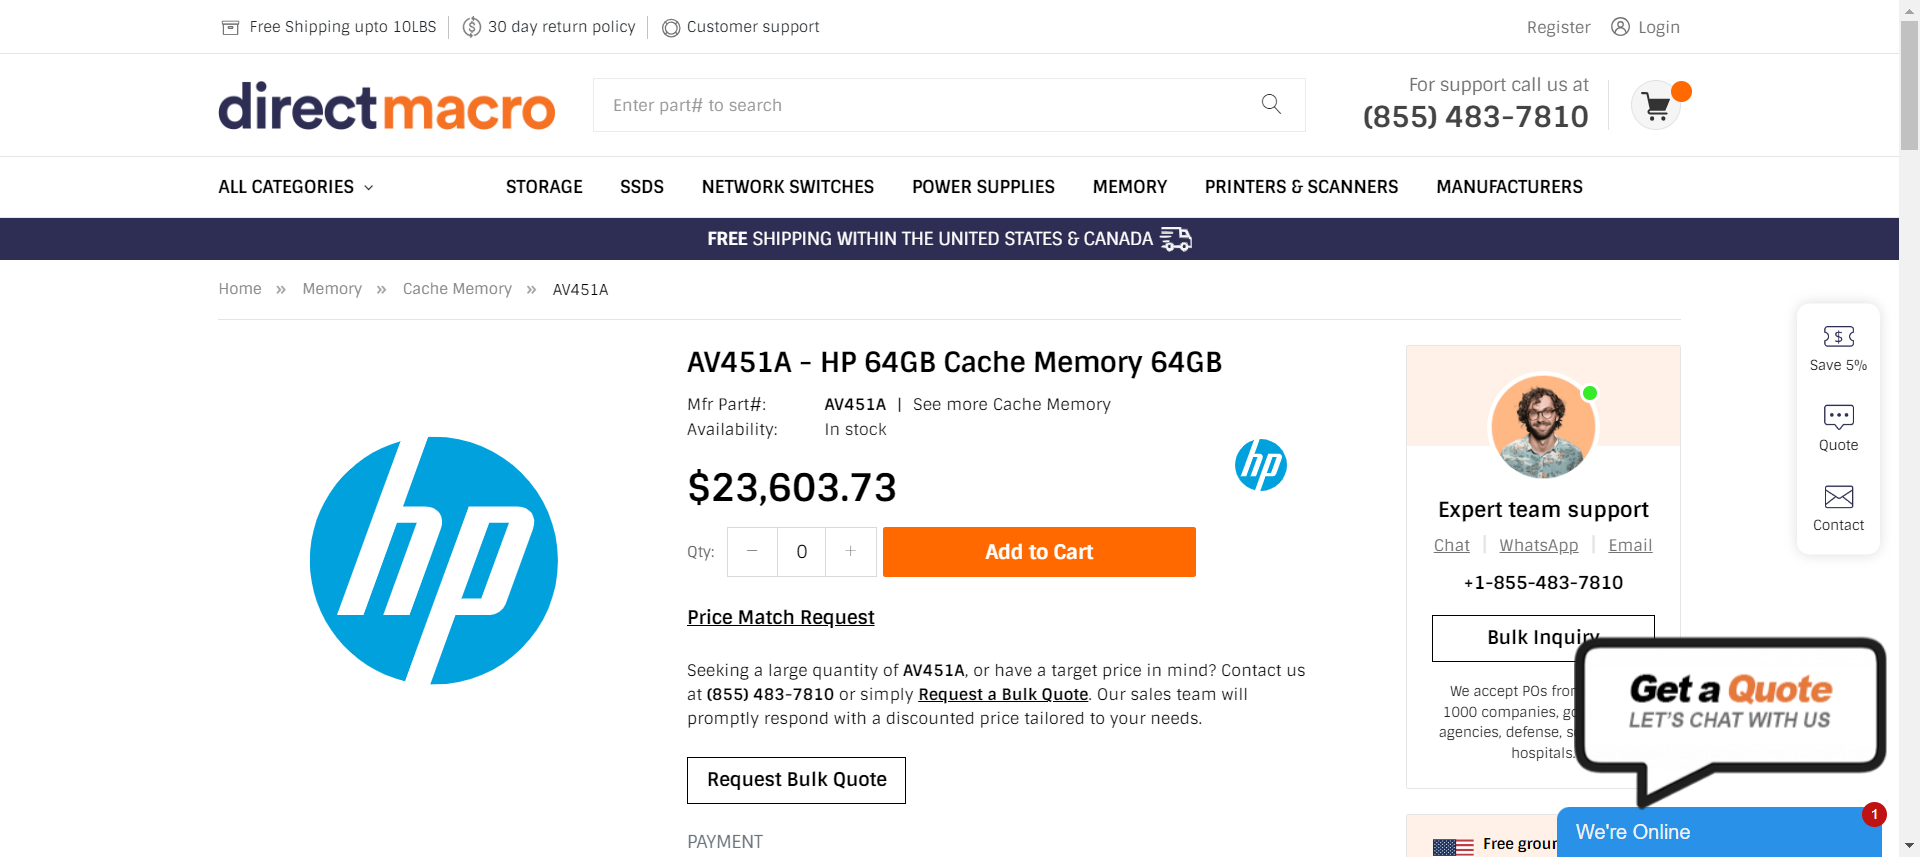 Free Shipping upto 10LBS
30 day return policy
Customer support
Register
Login
directmacro
Enter part# to search
For support call us at
(855) 483-7810
ALL CATEGORIES
STORAGE
SSDS
NETWORK SWITCHES
POWER SUPPLIES
MEMORY
PRINTERS & SCANNERS
MANUFACTURERS
FREE SHIPPING WITHIN THE UNITED STATES & CANADA
Home » Memory » Cache Memory » AV451A
hp
AV451A - HP 64GB Cache Memory 64GB
Mfr Part#: AV451A | See more Cache Memory
Availability: In stock
hp
$23,603.73
Qty: − 0 +
Add to Cart
Price Match Request
Seeking a large quantity of AV451A, or have a target price in mind? Contact us
at (855) 483-7810 or simply Request a Bulk Quote. Our sales team will
promptly respond with a discounted price tailored to your needs.
Request Bulk Quote
PAYMENT
Expert team support
Chat | WhatsApp | Email
+1-855-483-7810
Bulk Inquiry
We accept POs from
1000 companies, go
agencies, defense, s
hospitals.
Free groun
$
Save 5%
Quote
Contact
Get a Quote
LET'S CHAT WITH US
We're Online
1